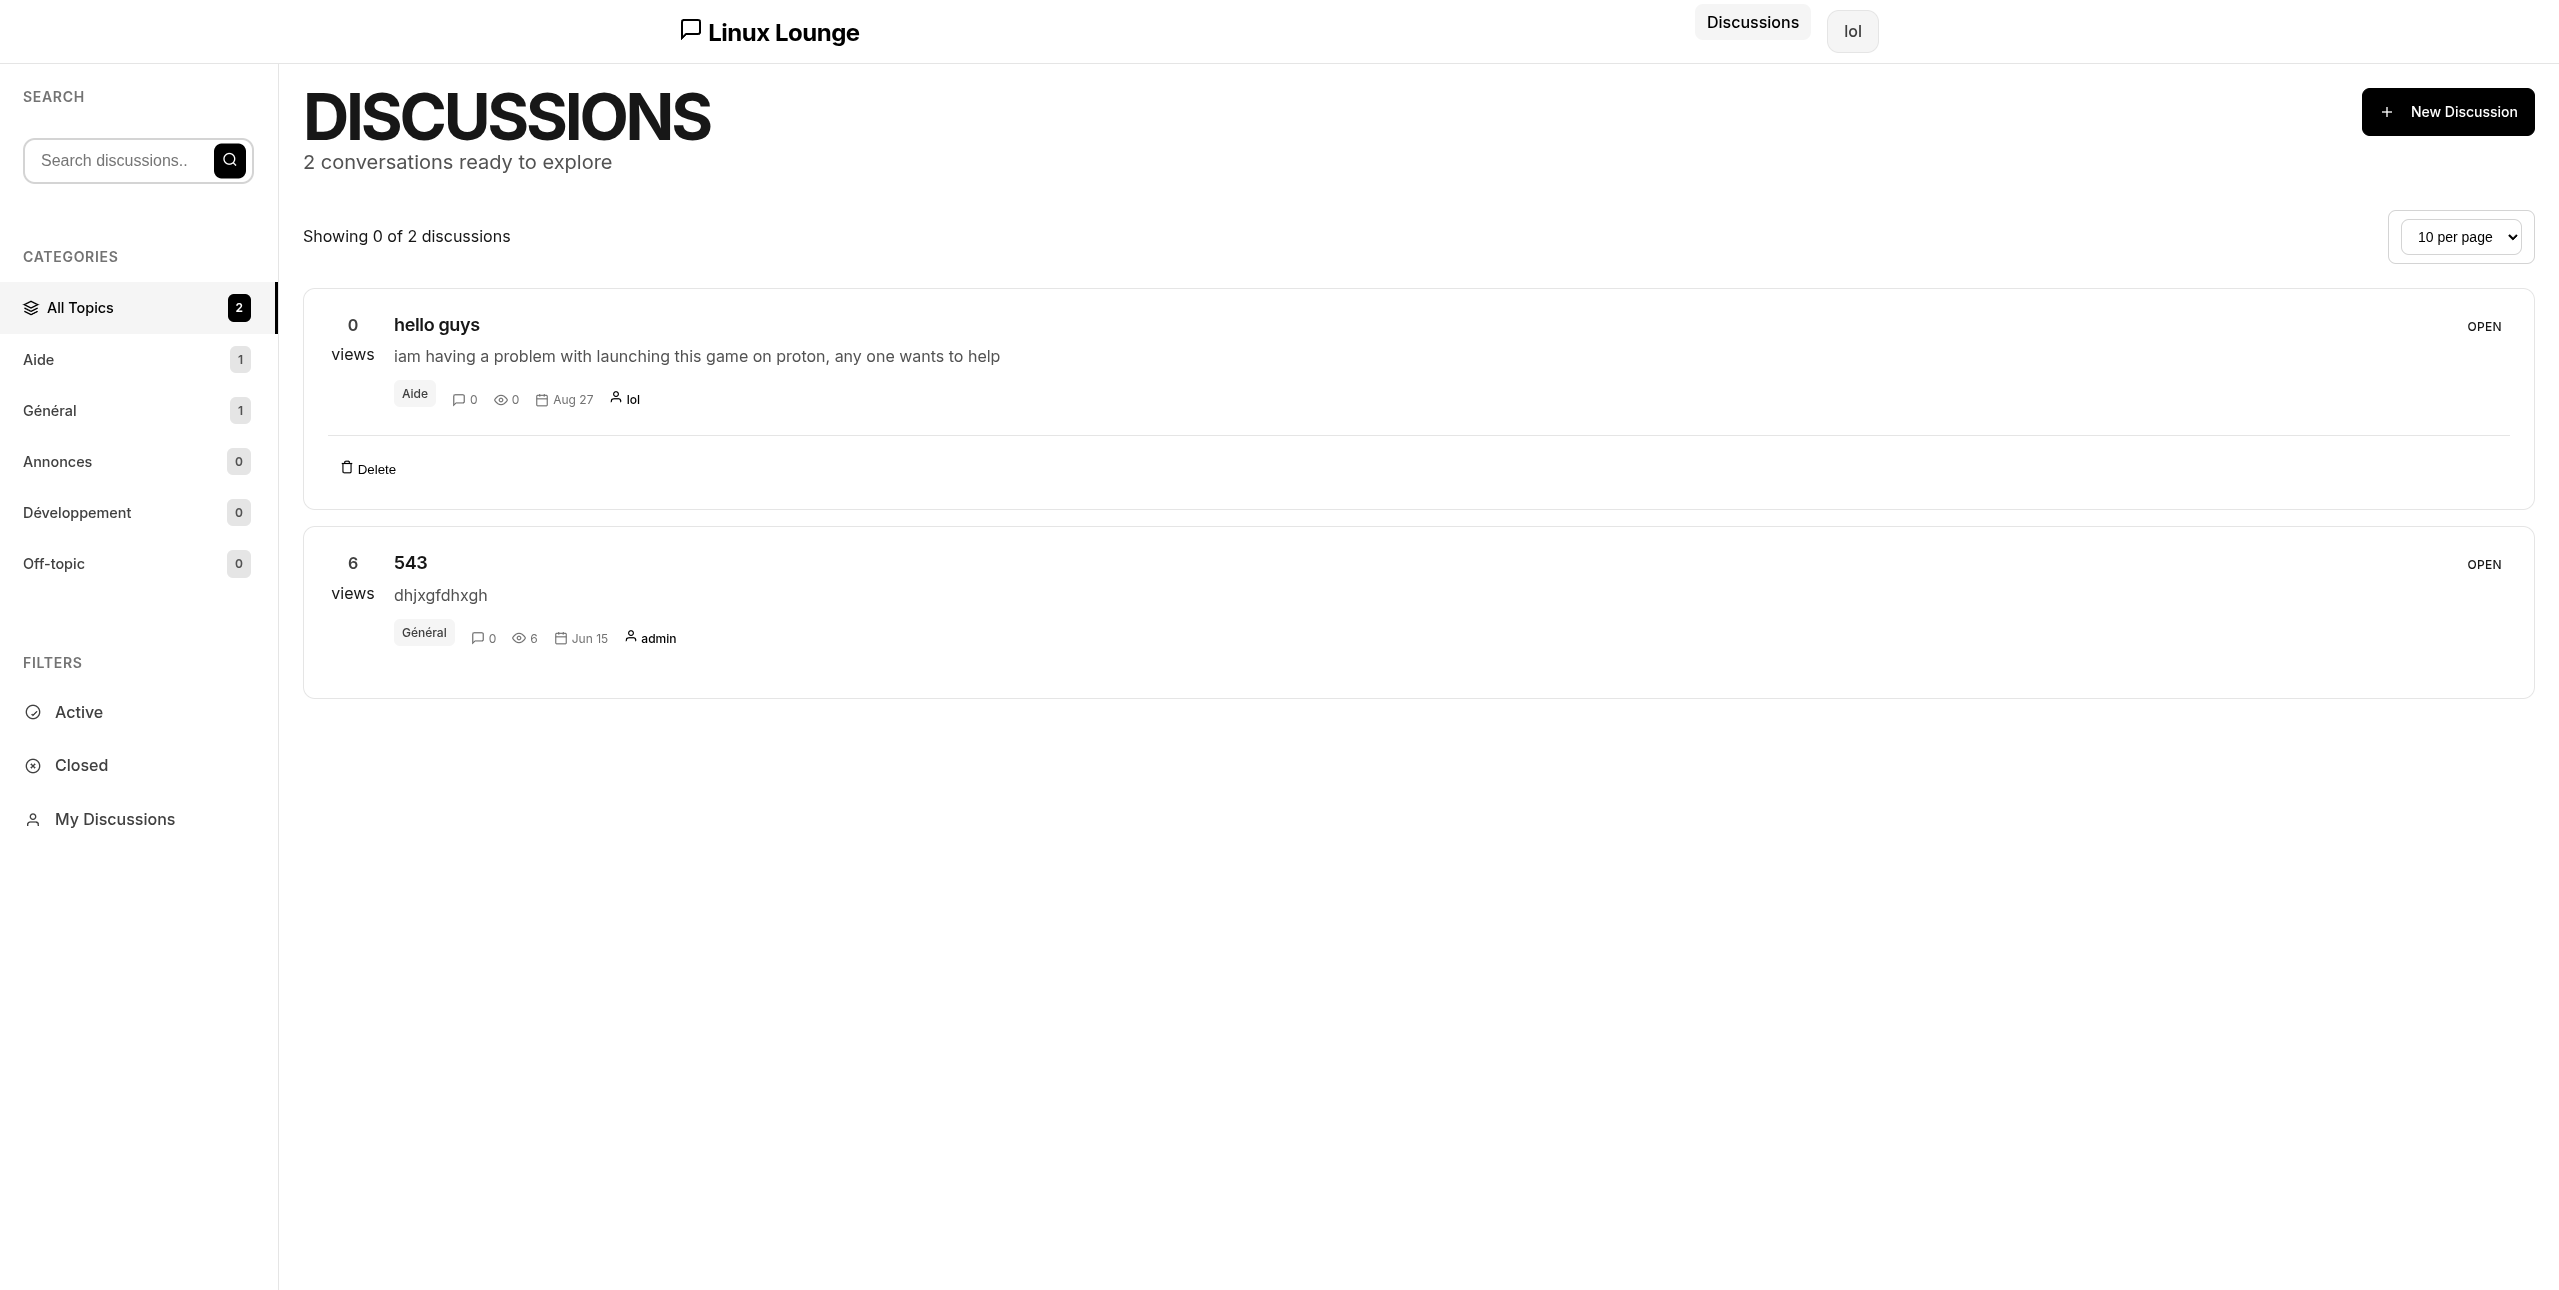 Linux Lounge
Discussions
lol
SEARCH
Search discussions..
CATEGORIES
All Topics 2
Aide 1
Général 1
Annonces 0
Développement 0
Off-topic 0
FILTERS
Active
Closed
My Discussions
DISCUSSIONS
2 conversations ready to explore
New Discussion
Showing 0 of 2 discussions
10 per page
0 hello guys OPEN
views iam having a problem with launching this game on proton, any one wants to help
Aide 0 0 Aug 27 lol
Delete
6 543 OPEN
views dhjxgfdhxgh
Général 0 6 Jun 15 admin